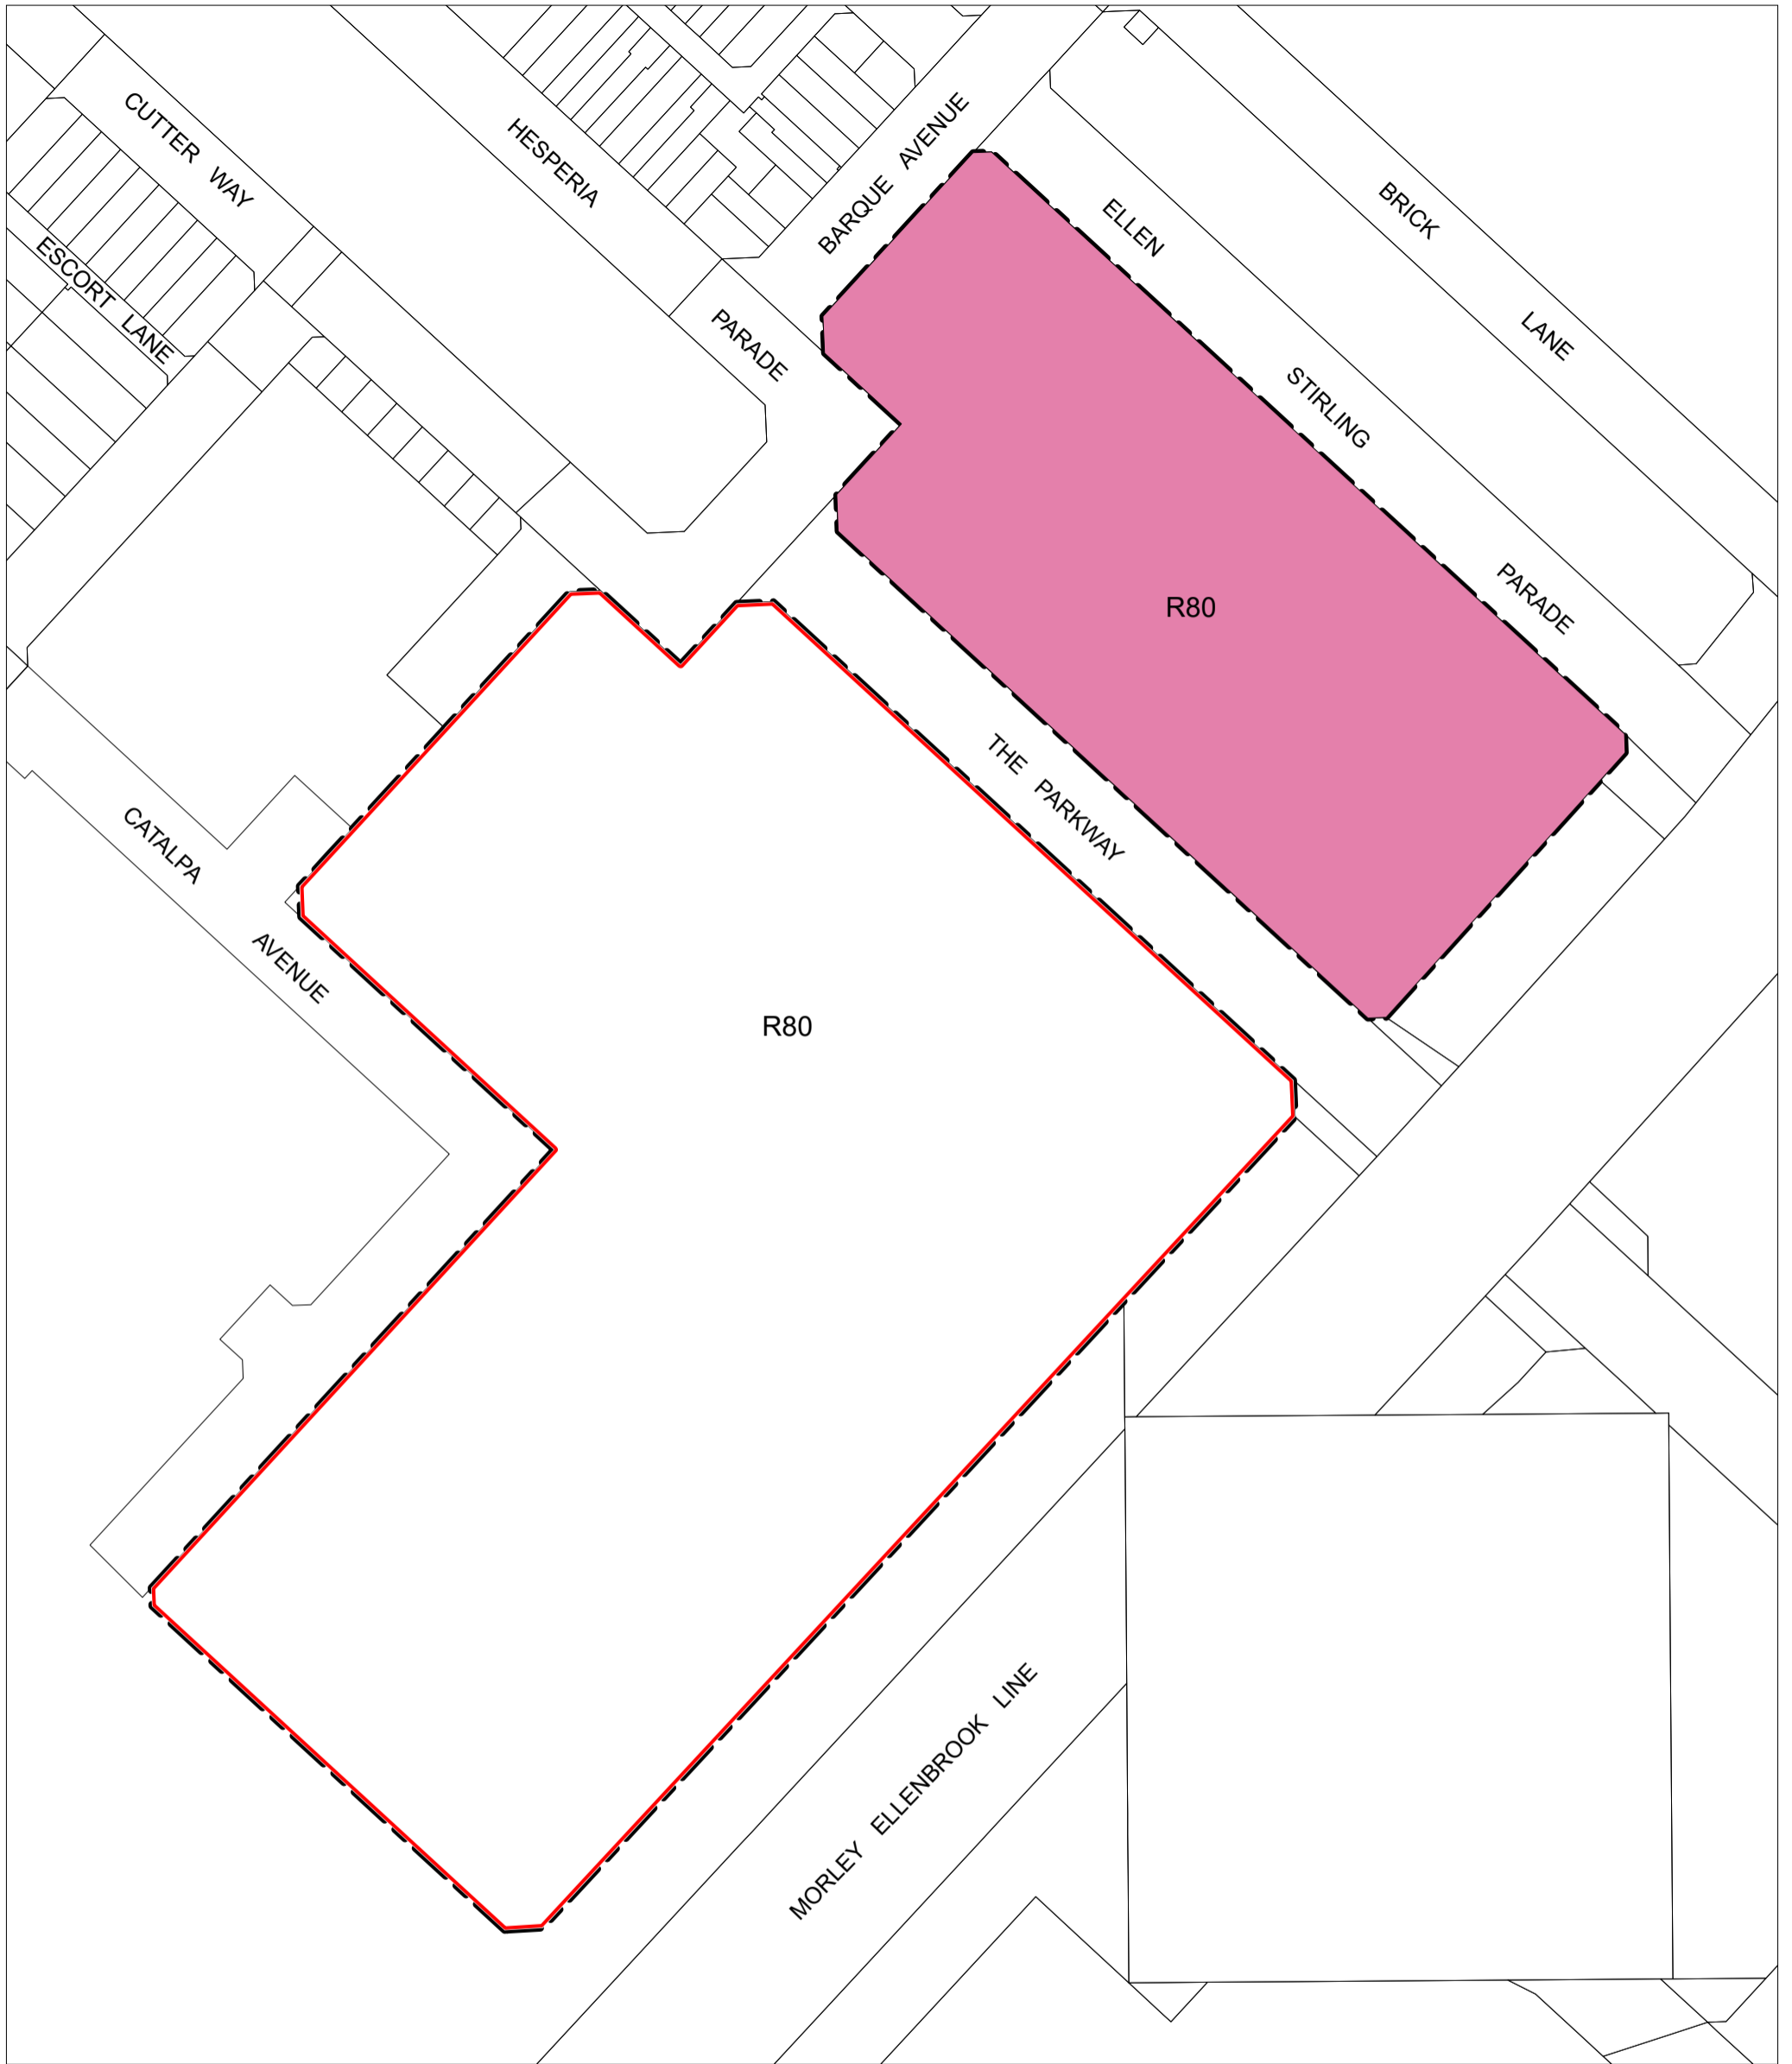 CUTTER WAY
HESPERIA
PARADE
BARQUE AVENUE
ELLEN
STIRLING
PARADE
BRICK
LANE
ESCORT LANE
R80
THE PARKWAY
CATALPA
AVENUE
R80
MORLEY ELLENBROOK LINE